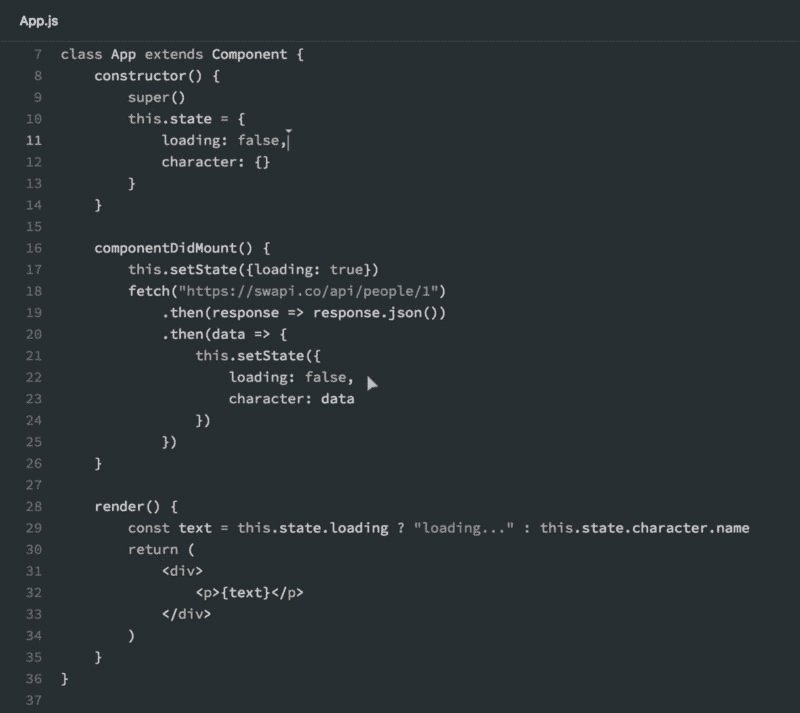 App.js
7 class App extends Component {
8     constructor() {
9         super()
10         this.state = {
11             loading: false,
12             character: {}
13         }
14     }
15
16     componentDidMount() {
17         this.setState({loading: true})
18         fetch("https://swapi.co/api/people/1")
19             .then(response => response.json())
20             .then(data => {
21                 this.setState({
22                     loading: false,
23                     character: data
24                 })
25             })
26     }
27
28     render() {
29         const text = this.state.loading ? "loading..." : this.state.character.name
30         return (
31             <div>
32                 <p>{text}</p>
33             </div>
34         )
35     }
36 }
37